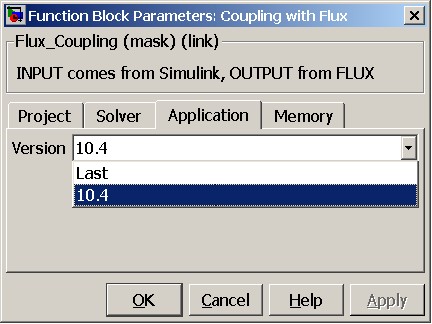 Function Block Parameters: Coupling with Flux
Flux_Coupling (mask) (link)
INPUT comes from Simulink, OUTPUT from FLUX
Project Solver Application Memory
Version 10.4
Last
10.4
OK Cancel Help Apply